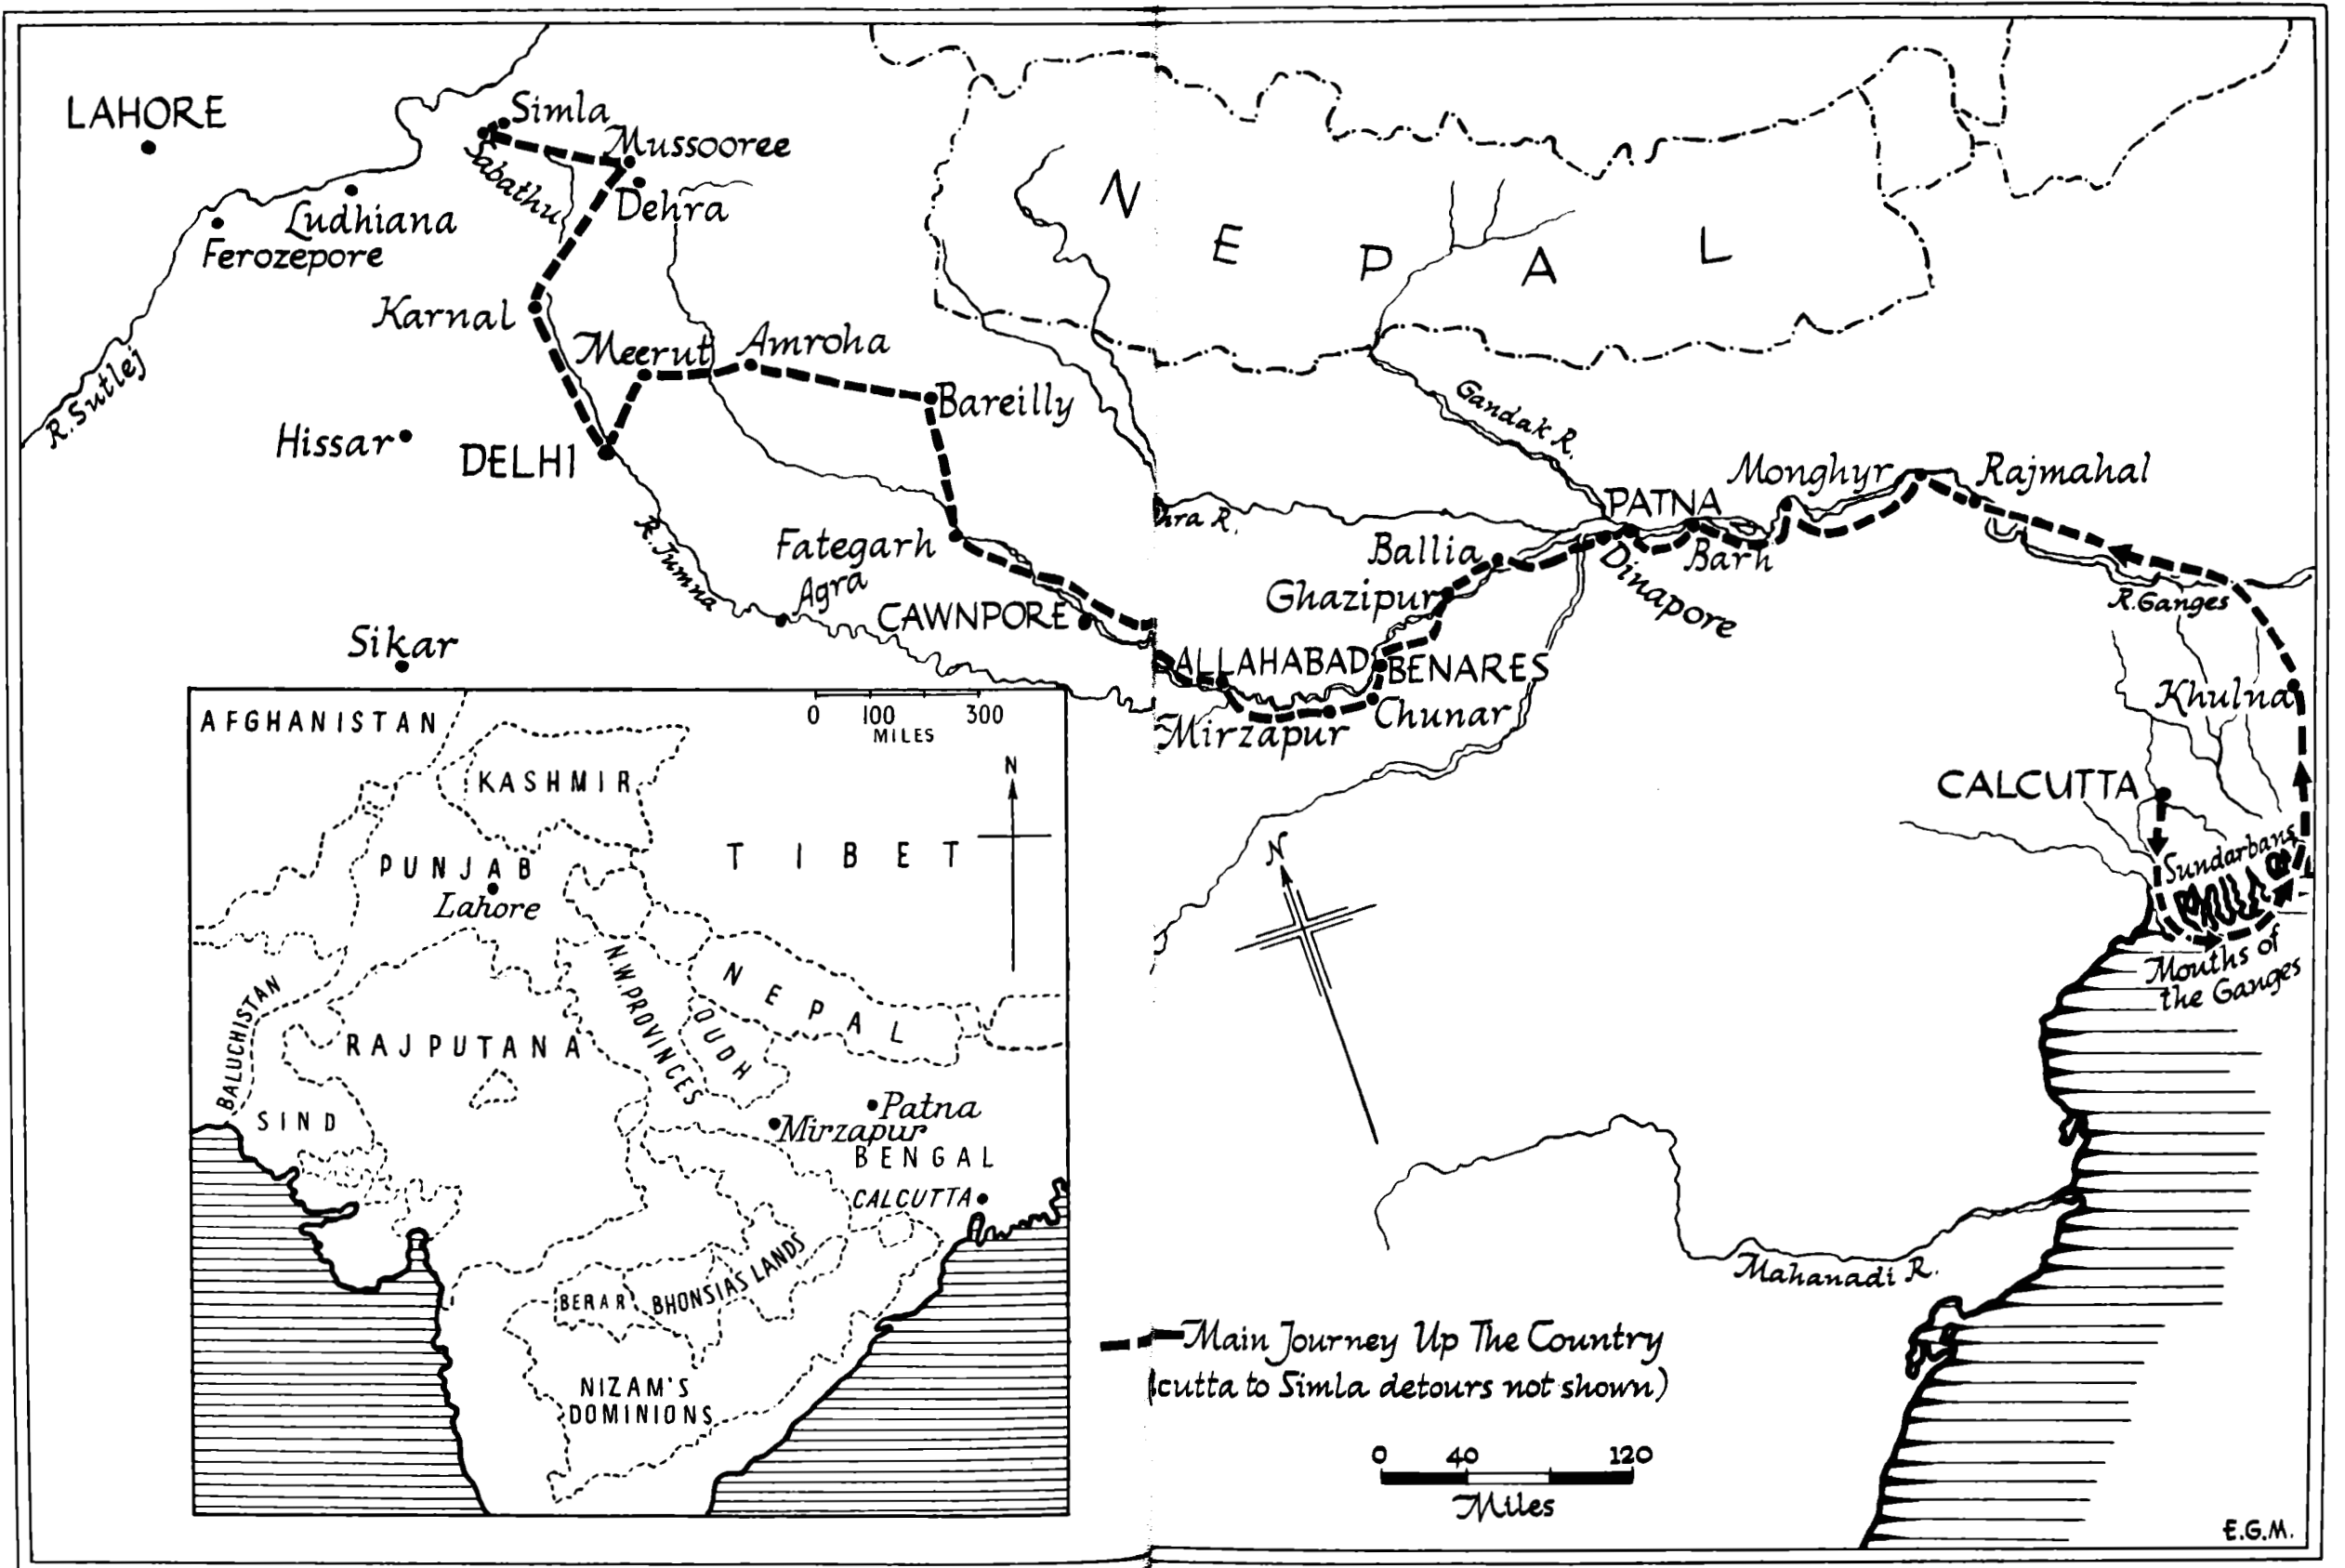 LAHORE
Simla
Sabathu
Mussooree
Dehra
Ludhiana
Ferozepore
R. Sutlej
Karnal
Meerut
Amroha
Bareilly
Hissar
DELHI
R. Jumna
Fategarh
Agra
CAWNPORE
Sikar
NEPAL
Gandak R.
hra R.
PATNA
Monghyr
Rajmahal
Ballia
Barh
Dinapore
Ghazipur
ALLAHABAD
BENARES
Mirzapur
Chunar
R. Ganges
Khulna
CALCUTTA
Sundarbans
Mouths of
the Ganges
N
Mahanadi R.
Main Journey Up The Country
cutta to Simla detours not shown)
0 40 120
Miles
E.G.M.
AFGHANISTAN
0 100 300
MILES
N
KASHMIR
TIBET
PUNJAB
Lahore
N.W. PROVINCES
NEPAL
OUDH
BALUCHISTAN
RAJPUTANA
SIND
Patna
Mirzapur
BENGAL
CALCUTTA
BERAR
BHONSIAS LANDS
NIZAM'S
DOMINIONS